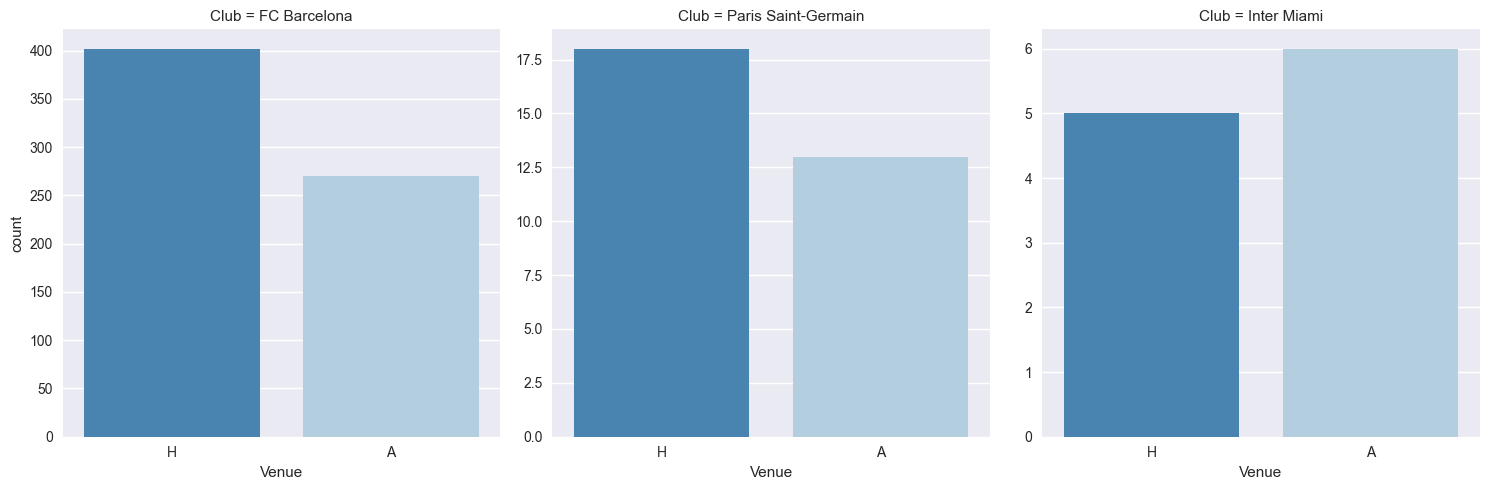 Club = FC Barcelona
Club = Paris Saint-Germain
Club = Inter Miami
count
400
350
300
250
200
150
100
50
0
H
A
Venue
17.5
15.0
12.5
10.0
7.5
5.0
2.5
0.0
H
A
Venue
6
5
4
3
2
1
0
H
A
Venue